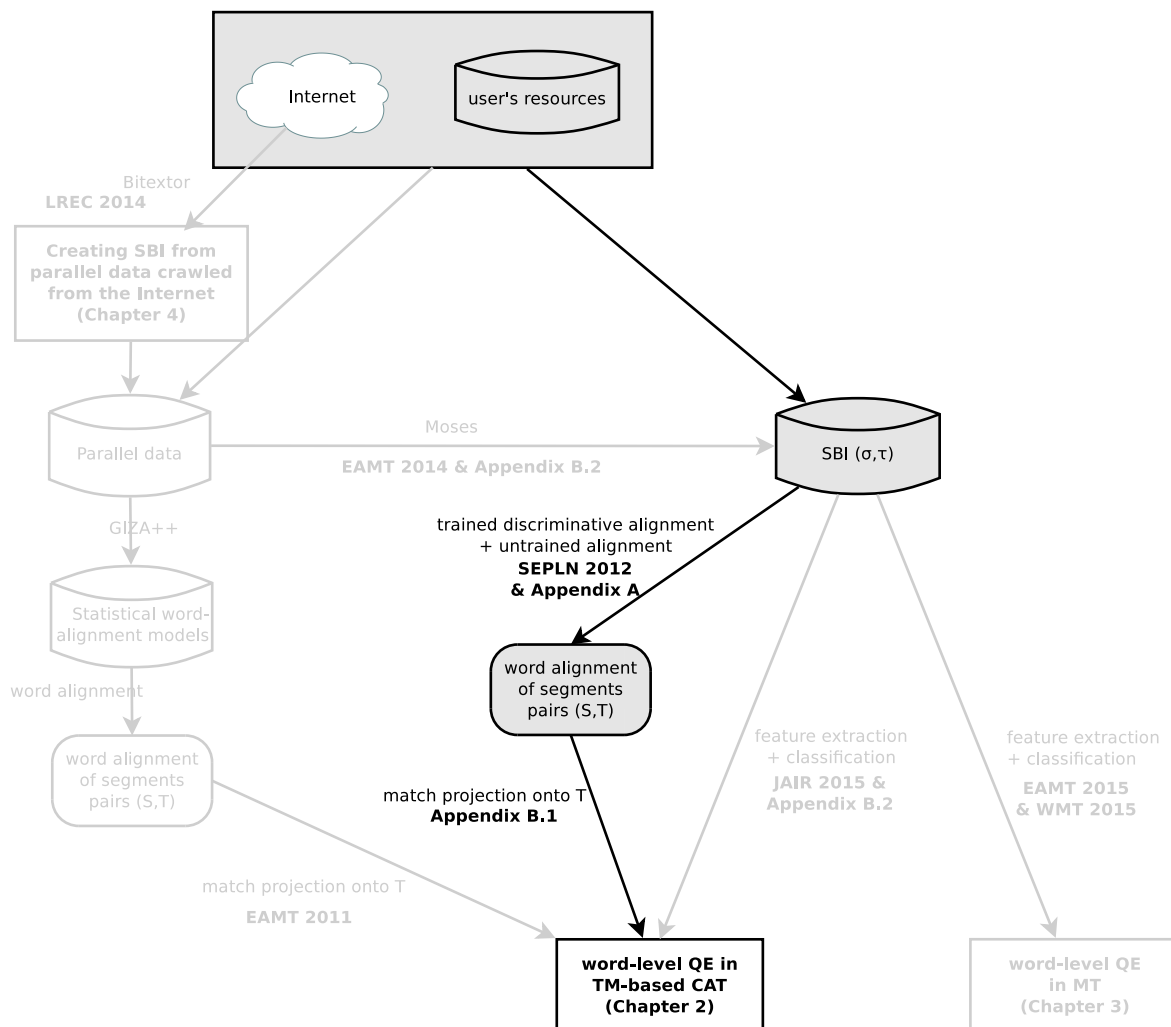 Internet
user's resources
Bitextor
LREC 2014
Creating SBI from
parallel data crawled
from the Internet
(Chapter 4)
Parallel data
Moses
EAMT 2014 & Appendix B.2
SBI (σ,τ)
GIZA++
trained discriminative alignment
+ untrained alignment
SEPLN 2012
& Appendix A
Statistical word-
alignment models
word alignment
word alignment
of segments
pairs (S,T)
word alignment
of segments
pairs (S,T)
feature extraction
+ classification
JAIR 2015 &
Appendix B.2
feature extraction
+ classification
EAMT 2015
& WMT 2015
match projection onto T
Appendix B.1
match projection onto T
EAMT 2011
word-level QE in
TM-based CAT
(Chapter 2)
word-level QE
in MT
(Chapter 3)